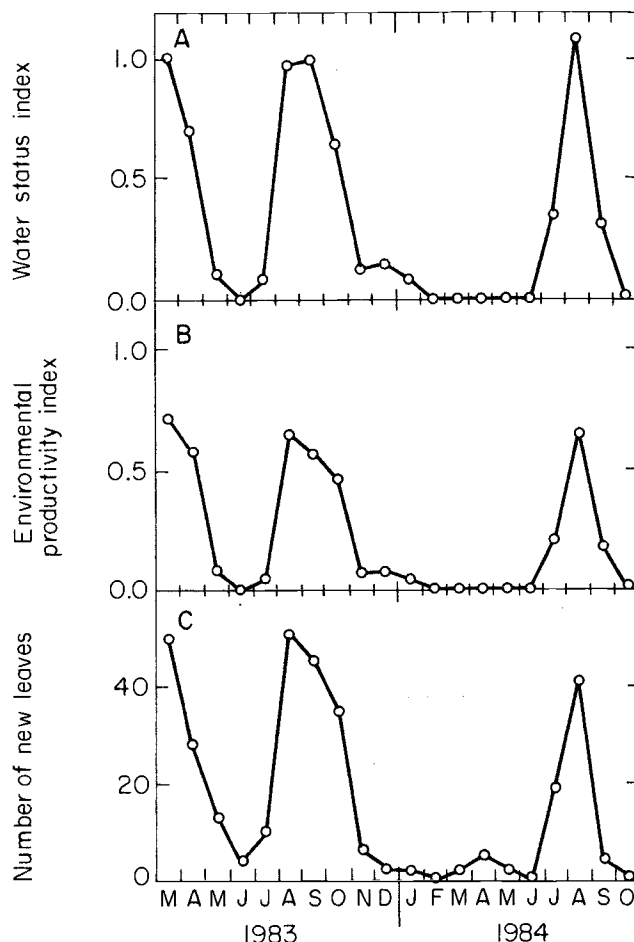 A
Water status index
1.0
0.5
0.0
B
Environmental
productivity index
1.0
0.5
0.0
C
Number of new leaves
40
20
0
M A M J J A S O N D J F M A M J J A S O
1983 1984